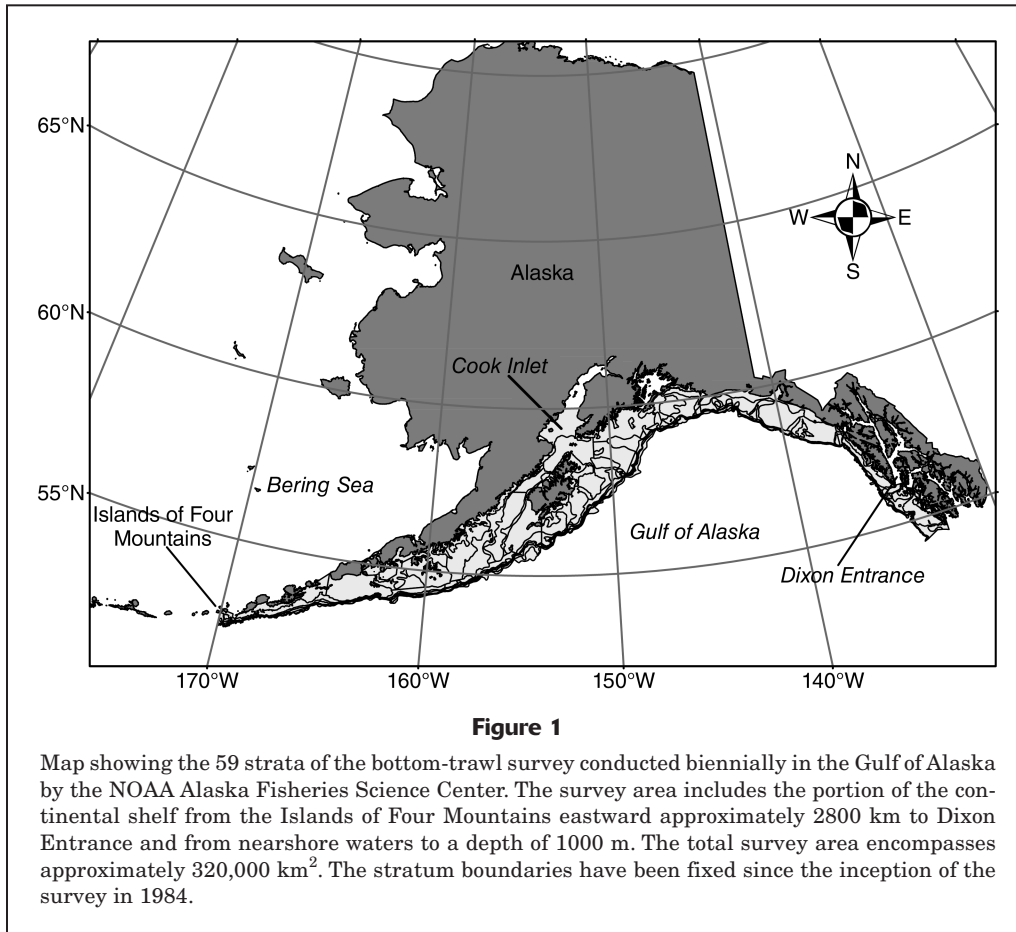 65°N
60°N
55°N
N
W
E
S
Alaska
Cook Inlet
Bering Sea
Islands of Four
Mountains
Gulf of Alaska
Dixon Entrance
170°W
160°W
150°W
140°W
Figure 1
Map showing the 59 strata of the bottom-trawl survey conducted biennially in the Gulf of Alaska
by the NOAA Alaska Fisheries Science Center. The survey area includes the portion of the con-
tinental shelf from the Islands of Four Mountains eastward approximately 2800 km to Dixon
Entrance and from nearshore waters to a depth of 1000 m. The total survey area encompasses
approximately 320,000 km². The stratum boundaries have been fixed since the inception of the
survey in 1984.